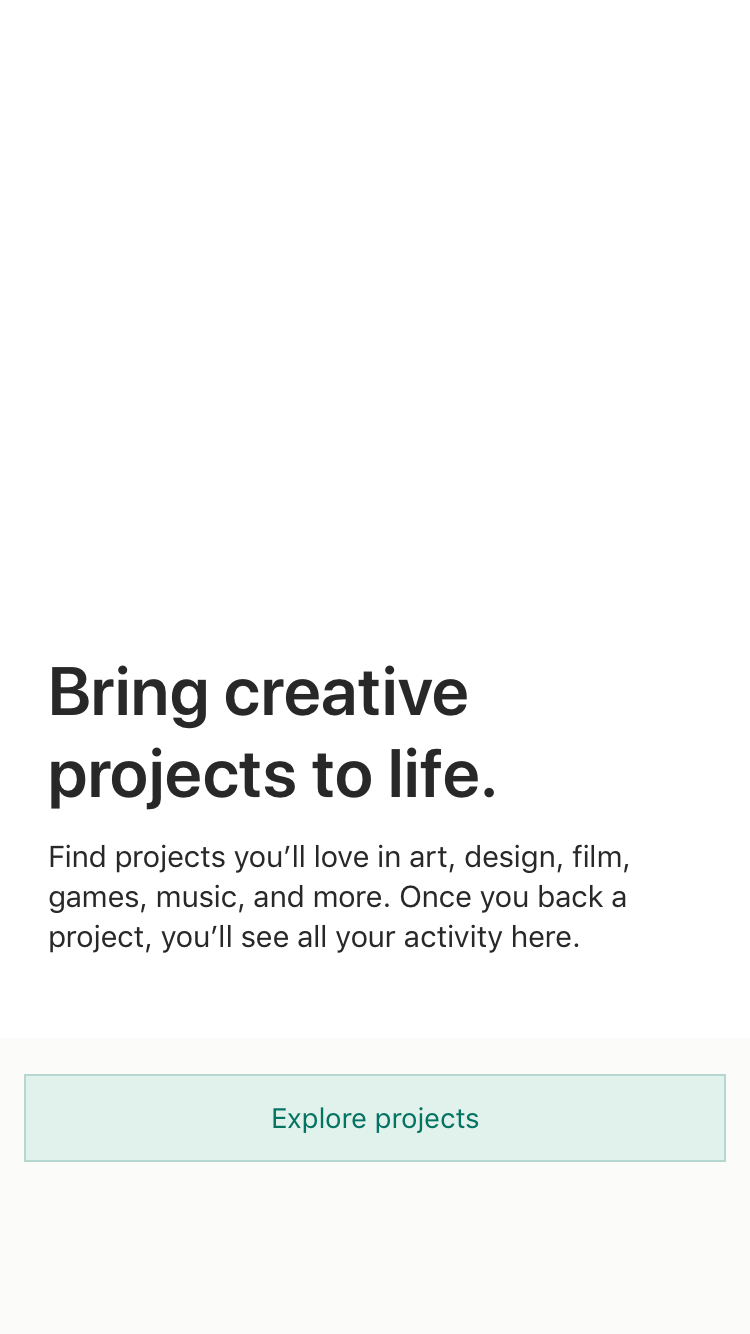 Bring creative
projects to life.
Find projects you’ll love in art, design, film,
games, music, and more. Once you back a
project, you’ll see all your activity here.
Explore projects